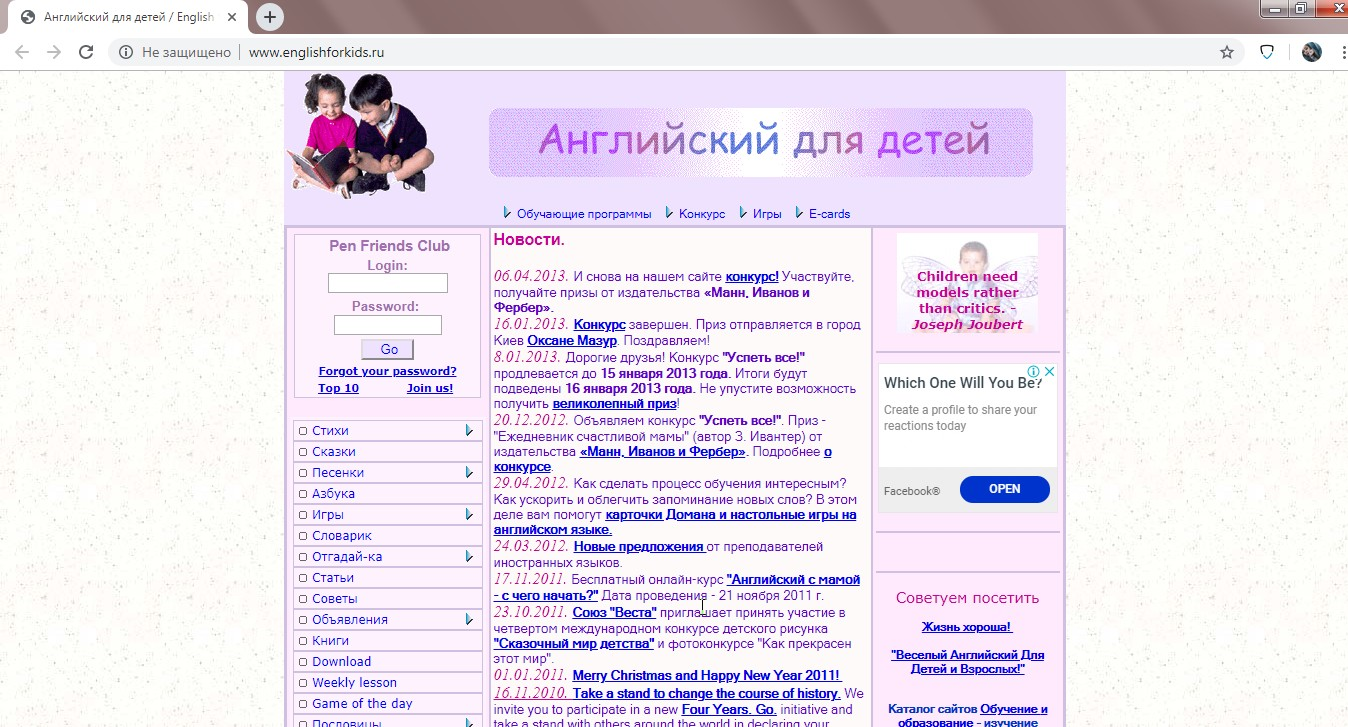 Английский для детей / English
Не защищено
www.englishforkids.ru
Английский для детей
Обучающие программы Конкурс Игры E-cards
Pen Friends Club
Login:
Password:
Go
Forgot your password?
Top 10 Join us!
Стихи
Сказки
Песенки
Азбука
Игры
Словарик
Отгадай-ка
Статьи
Советы
Объявления
Книги
Download
Weekly lesson
Game of the day
Пословицы
Новости.
06.04.2013. И снова на нашем сайте конкурс! Участвуйте,
получайте призы от издательства «Манн, Иванов и
Фербер».
16.01.2013. Конкурс завершен. Приз отправляется в город
Киев Оксане Мазур. Поздравляем!
8.01.2013. Дорогие друзья! Конкурс "Успеть все!"
продлевается до 15 января 2013 года. Итоги будут
подведены 16 января 2013 года. Не упустите возможность
получить великолепный приз!
20.12.2012. Объявляем конкурс "Успеть все!". Приз -
"Ежедневник счастливой мамы" (автор З. Ивантер) от
издательства «Манн, Иванов и Фербер». Подробнее о
конкурсе.
29.04.2012. Как сделать процесс обучения интересным?
Как ускорить и облегчить запоминание новых слов? В этом
деле вам помогут карточки Домана и настольные игры на
английском языке.
24.03.2012. Новые предложения от преподавателей
иностранных языков.
17.11.2011. Бесплатный онлайн-курс "Английский с мамой
- с чего начать?" Дата проведения - 21 ноября 2011 г.
23.10.2011. Союз "Веста" приглашает принять участие в
четвертом международном конкурсе детского рисунка
"Сказочный мир детства" и фотоконкурсе "Как прекрасен
этот мир".
01.01.2011. Merry Christmas and Happy New Year 2011!
16.11.2010. Take a stand to change the course of history. We
invite you to participate in a new Four Years. Go. initiative and
take a stand with others around the world in declaring your
Children need
models rather
than critics. -
Joseph Joubert
Which One Will You Be?
Create a profile to share your
reactions today
Facebook®
OPEN
Советуем посетить
Жизнь хороша!
"Веселый Английский Для
Детей и Взрослых!"
Каталог сайтов Обучение и
образование - изучение